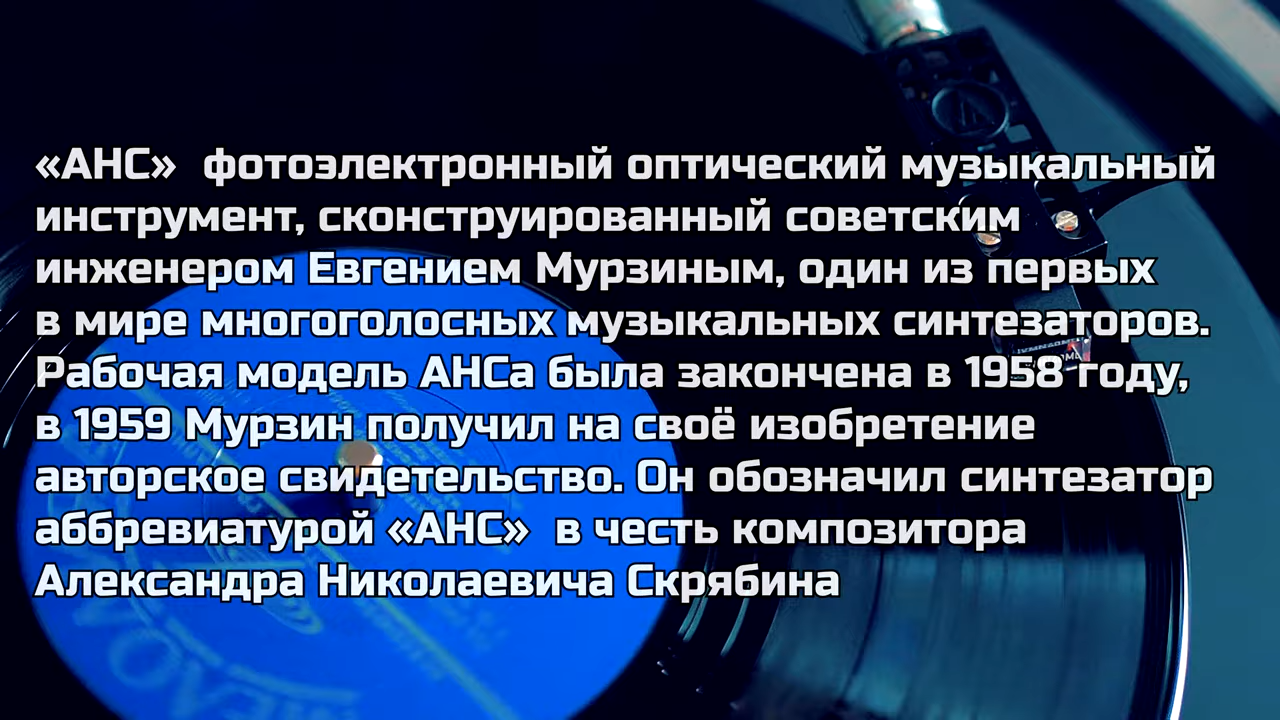 «АНС»  фотоэлектронный оптический музыкальный
инструмент, сконструированный советским
инженером Евгением Мурзиным, один из первых
в мире многоголосных музыкальных синтезаторов.
Рабочая модель АНСа была закончена в 1958 году,
в 1959 Мурзин получил на своё изобретение
авторское свидетельство. Он обозначил синтезатор
аббревиатурой «АНС»  в честь композитора
Александра Николаевича Скрябина